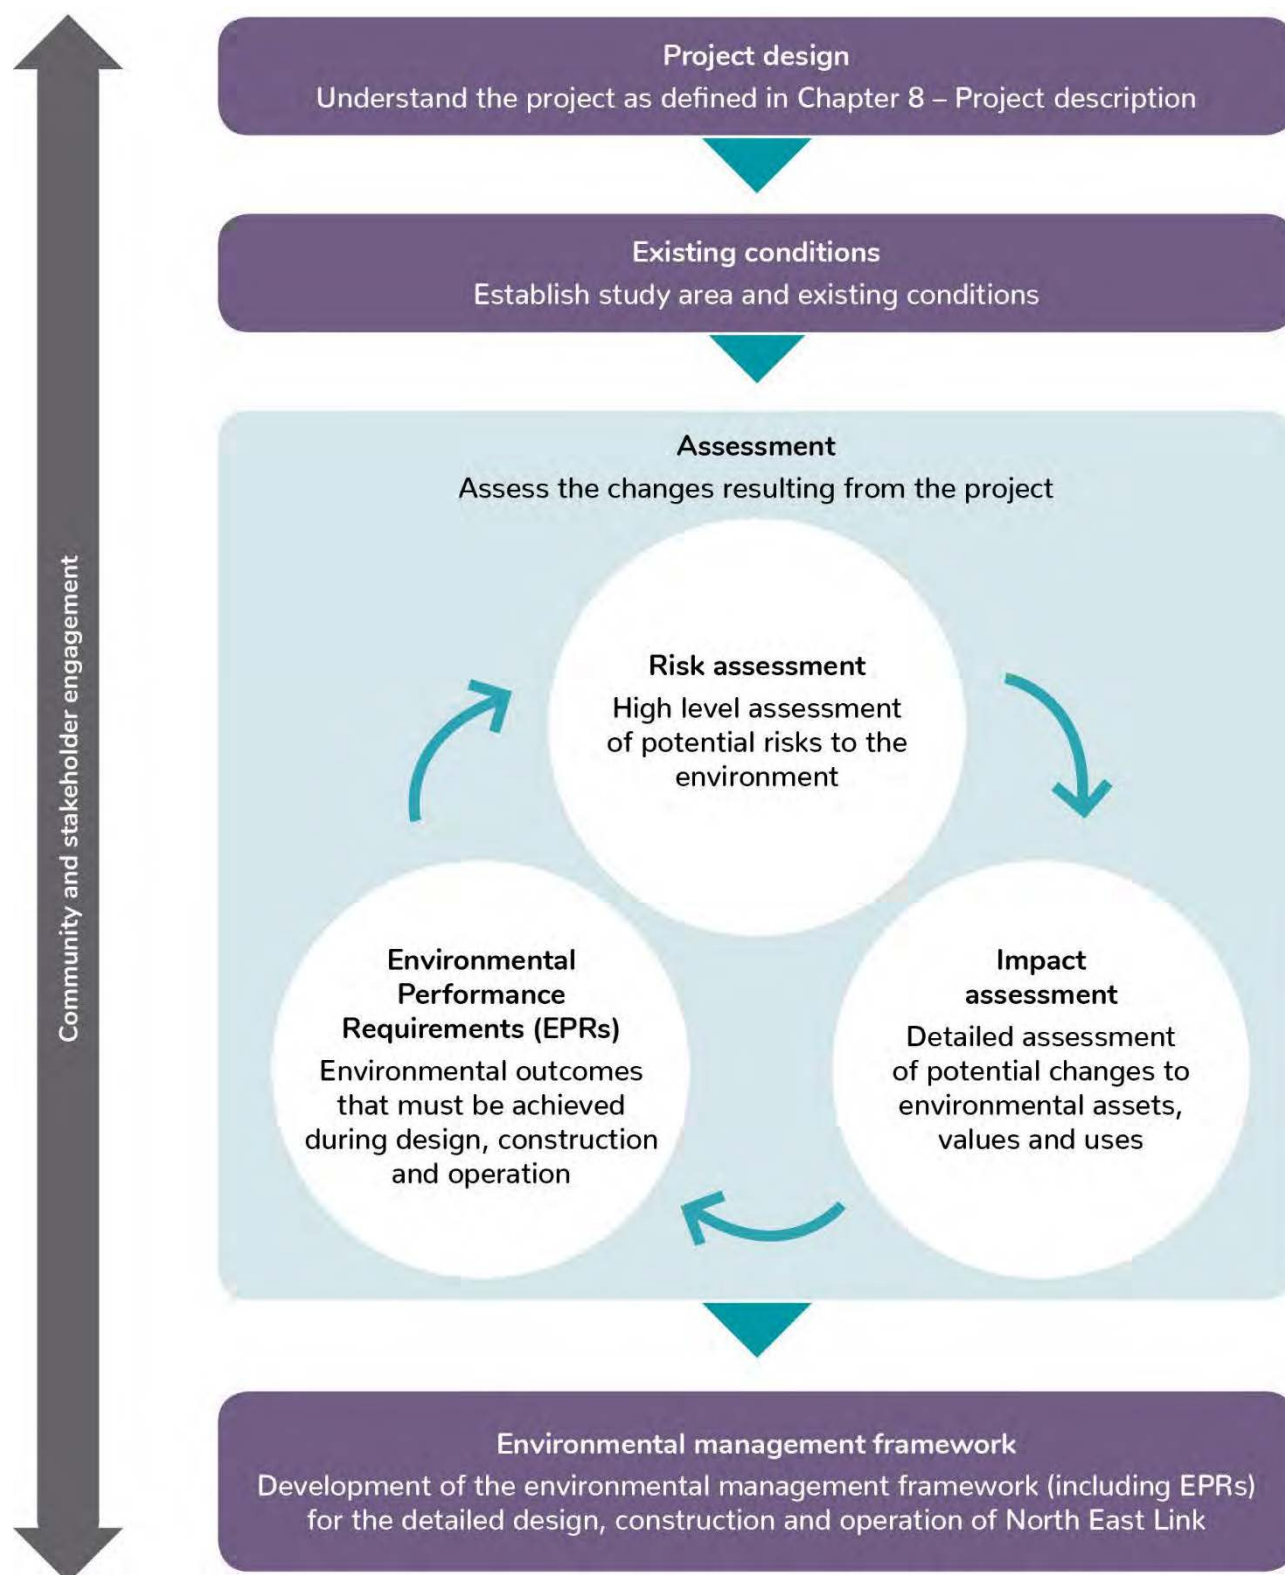 Project design
Understand the project as defined in Chapter 8 – Project description
Existing conditions
Establish study area and existing conditions
Community and stakeholder engagement
Assessment
Assess the changes resulting from the project
Risk assessment
High level assessment
of potential risks to the
environment
Environmental
Performance
Requirements (EPRs)
Environmental outcomes
that must be achieved
during design, construction
and operation
Impact
assessment
Detailed assessment
of potential changes to
environmental assets,
values and uses
Environmental management framework
Development of the environmental management framework (including EPRs)
for the detailed design, construction and operation of North East Link